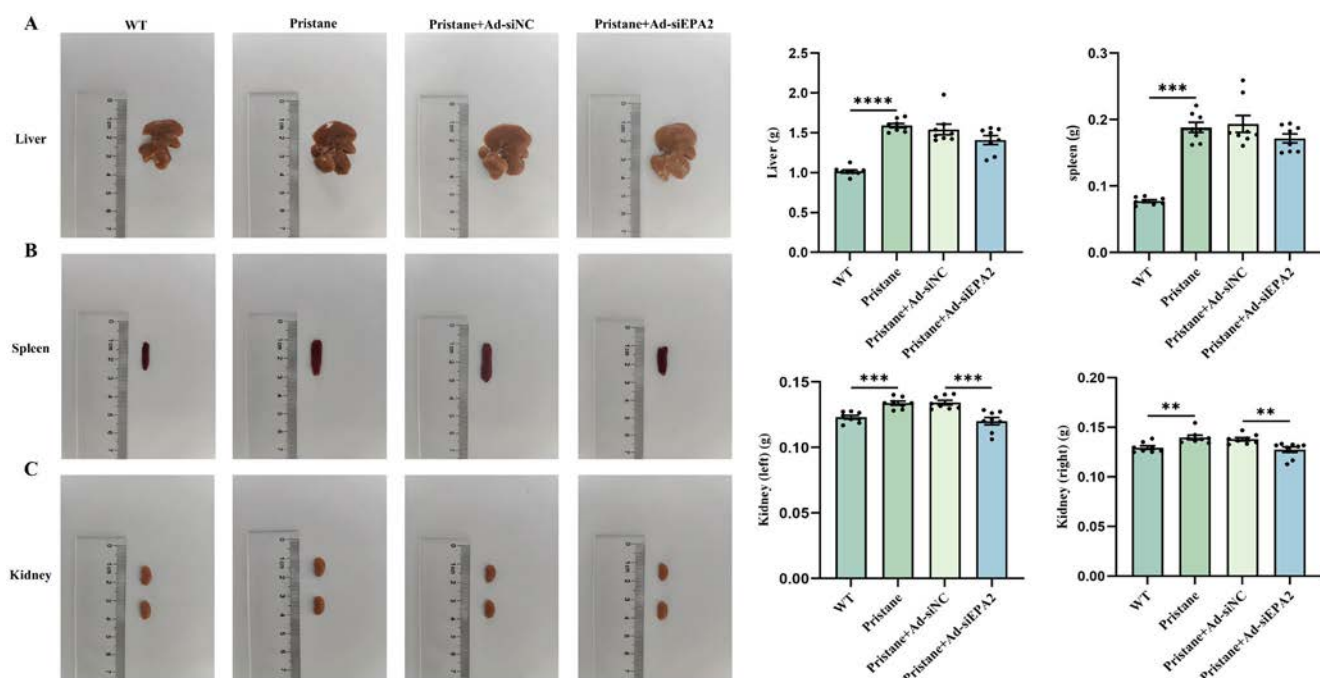 A
WT
Pristane
Pristane+Ad-siNC
Pristane+Ad-siEPA2
Liver
B
Spleen
C
Kidney
Liver (g)
2.5
2.0
1.5
1.0
0.5
0.0
****
WT
Pristane
Pristane+Ad-siNC
Pristane+Ad-siEPA2
spleen (g)
0.3
0.2
0.1
0.0
***
WT
Pristane
Pristane+Ad-siNC
Pristane+Ad-siEPA2
Kidney (left) (g)
0.15
0.10
0.05
0.00
***
***
WT
Pristane
Pristane+Ad-siNC
Pristane+Ad-siEPA2
Kidney (right) (g)
0.20
0.15
0.10
0.05
0.00
**
**
WT
Pristane
Pristane+Ad-siNC
Pristane+Ad-siEPA2